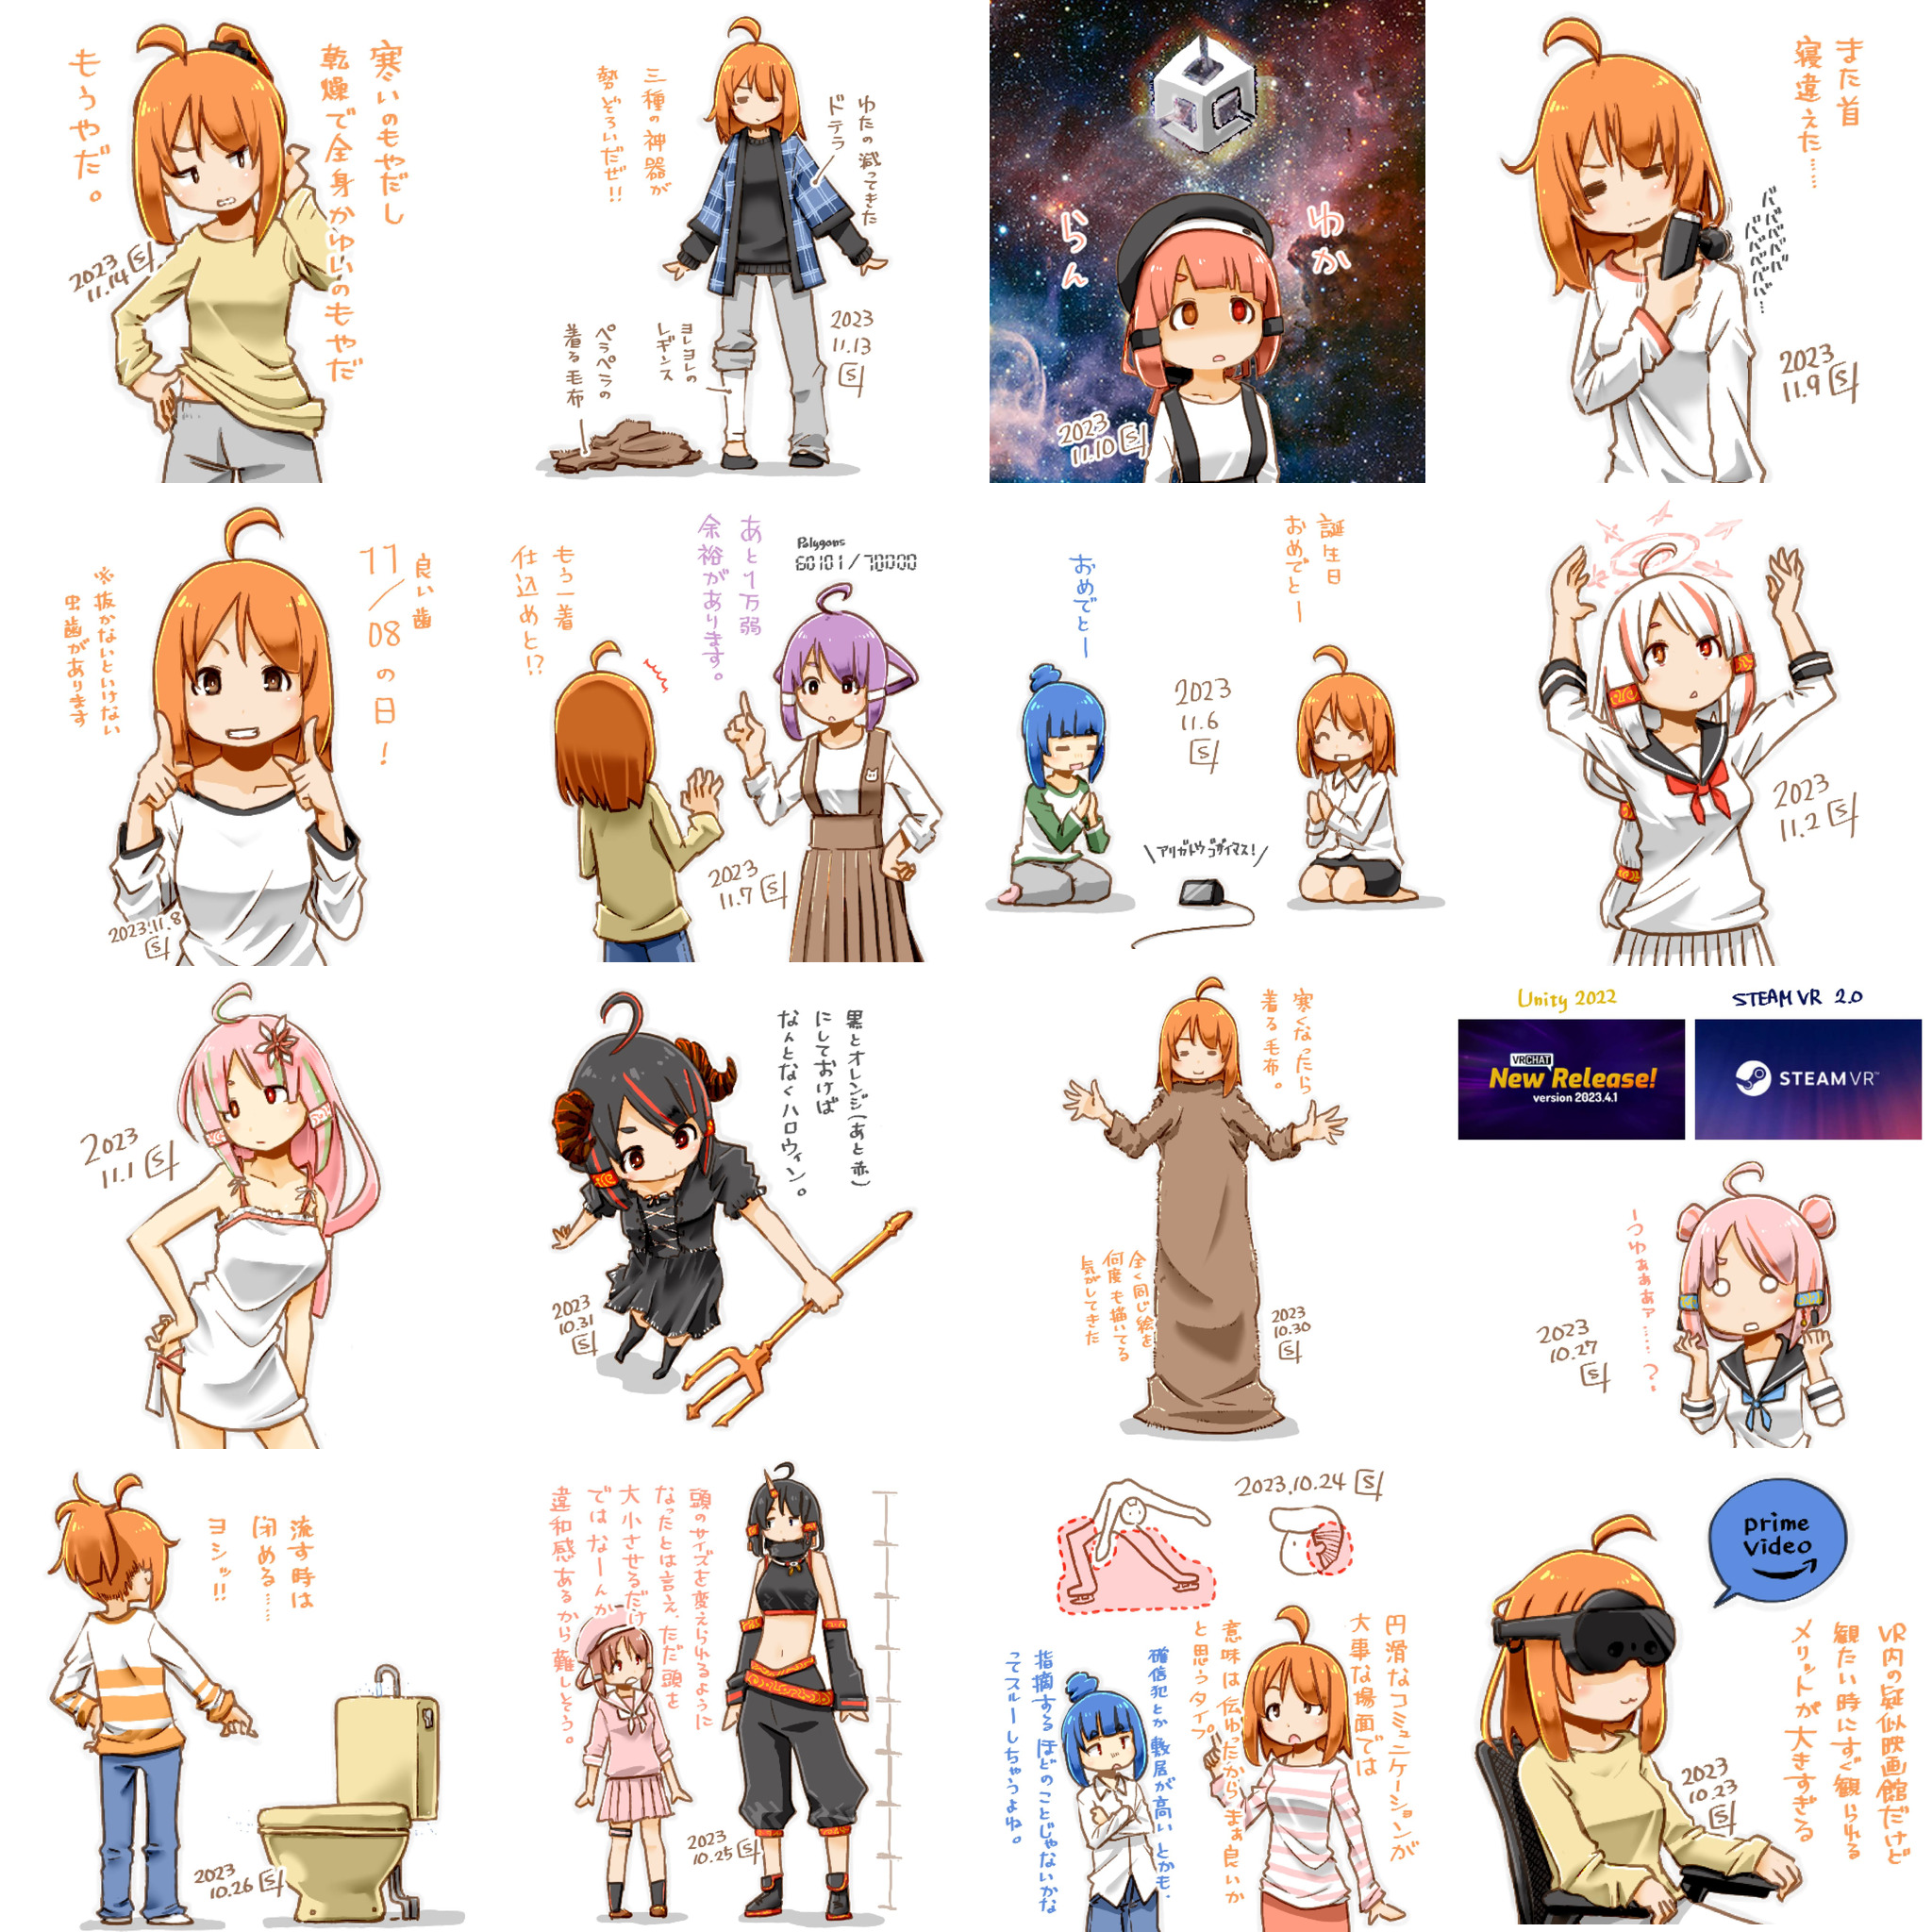 寒いのもやだし
乾燥で全身かゆいのもやだ
もうやだ。
2023
11.14
ゆたの減ってきた
ドテラ
三種の神器が
勢ぞろいだぜ!!
ヨレヨレの
レギンス
ペラペラの
着る毛布
2023
11.13
ゆか
いらん
2023
11.10
また首
寝違えた……
ババババババババババババ…
2023
11.9
良い歯
11/08の日!
※抜かないといけない
虫歯があります
2023.11.8
Polygons
60101/70000
あと1万弱
余裕があります。
もう一着
仕込めと!?
2023
11.7
誕生日
おめでとー
おめでとー
2023
11.6
\アリガトウゴザイマス!/
2023
11.2
2023
11.1
黒とオレンジ(あと赤)
にしておけば
なんとなくハロウィン。
2023
10.31
寒くなったら
着る毛布。
全く同じ絵を
何度も描いてる
気がしてきた
2023
10.30
Unity 2022
STEAM VR 2.0
VRCHAT
New Release!
version 2023.4.1
STEAMVR™
ーつゆぁぁぁァ……?
2023
10.27
流す時は
閉める……
ヨシッ!!
2023
10.26
頭のサイズを変えられるように
なったとは言え、ただ頭を
大小させるだけ
ではなーんか
違和感あるから難しそう。
2023
10.25
2023.10.24
円滑なコミュニケーションが
大事な場面では
意味は伝ゆったからまぁ良いか
と思うタイプ
確信犯とか敷居が高いとかも、
指摘するほどのことじゃないかな
ってスルーしちゃうよね。
prime
video
VR内の疑似映画館だけど
観たい時にすぐ観られる
メリットが大きすぎる
2023
10.23